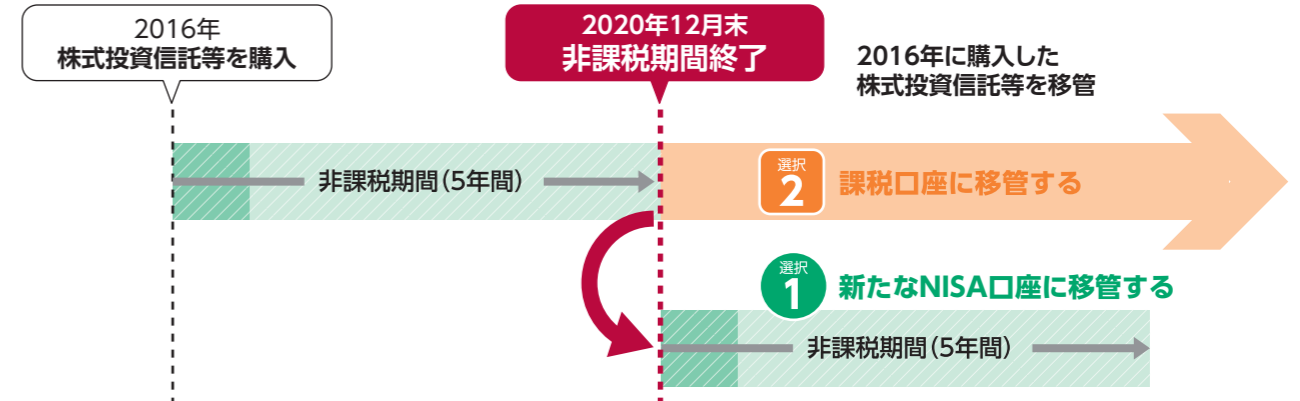 2016年
株式投資信託等を購入
2020年12月末
非課税期間終了
2016年に購入した
株式投資信託等を移管
非課税期間(5年間)
選択
2
課税口座に移管する
選択
1
新たなNISA口座に移管する
非課税期間(5年間)